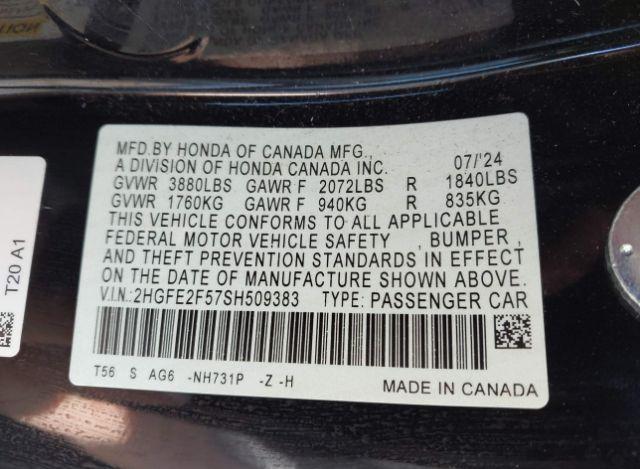 MFD.BY HONDA OF CANADA MFG.,
A DIVISION OF HONDA CANADA INC. 07/'24
GVWR 3880LBS GAWR F 2072LBS R 1840LBS
GVWR 1760KG GAWR F 940KG R 835KG
THIS VEHICLE CONFORMS TO ALL APPLICABLE
FEDERAL MOTOR VEHICLE SAFETY , BUMPER ,
AND THEFT PREVENTION STANDARDS IN EFFECT
ON THE DATE OF MANUFACTURE SHOWN ABOVE.
V.I.N.: 2HGFE2F57SH509383 TYPE: PASSENGER CAR
T56 S AG6 -NH731P -Z -H
MADE IN CANADA
T20 A1